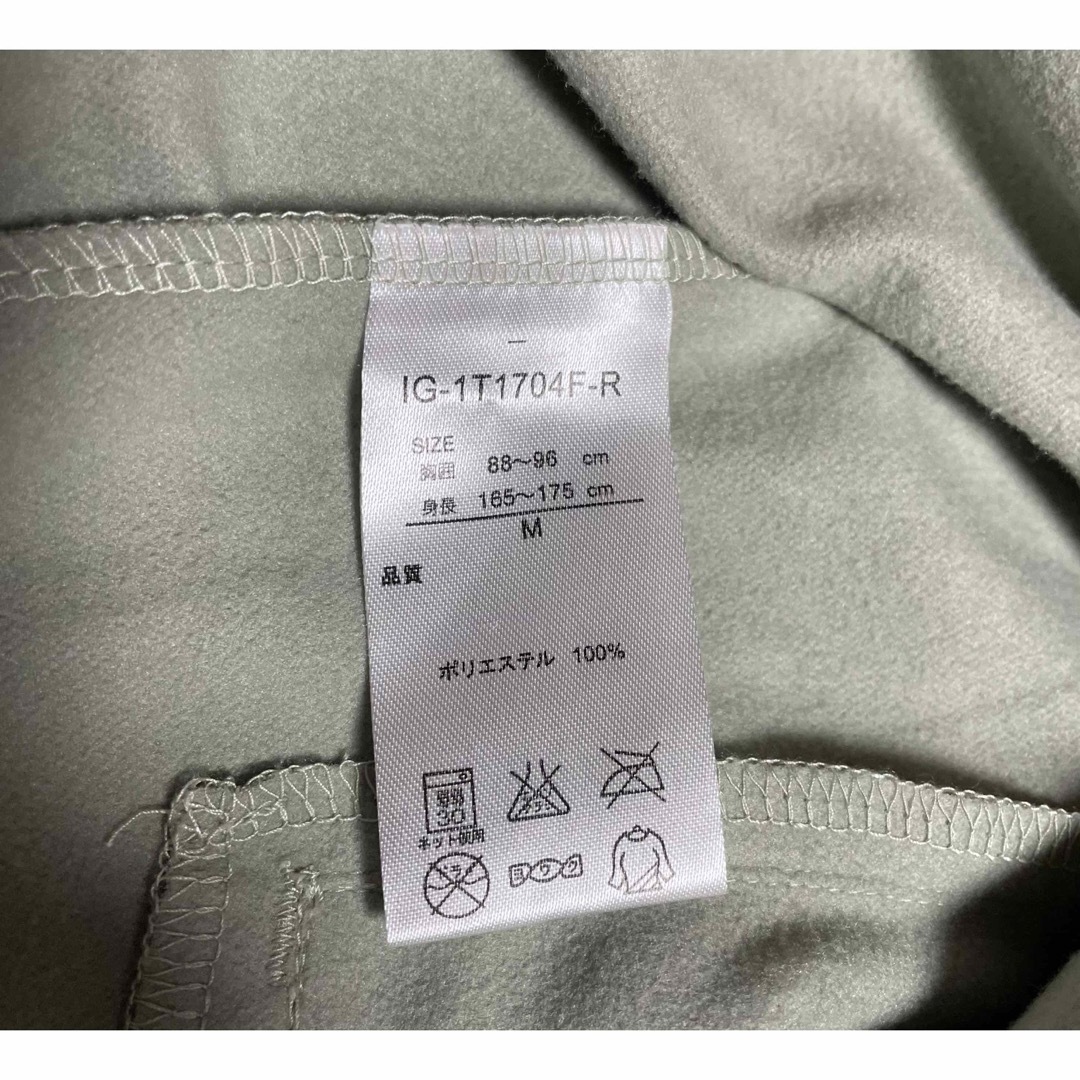 IG-1T1704F-R
SIZE
胸囲 88~96 cm
身長 165~175 cm
M
品質
ポリエステル 100%
30
ネット使用